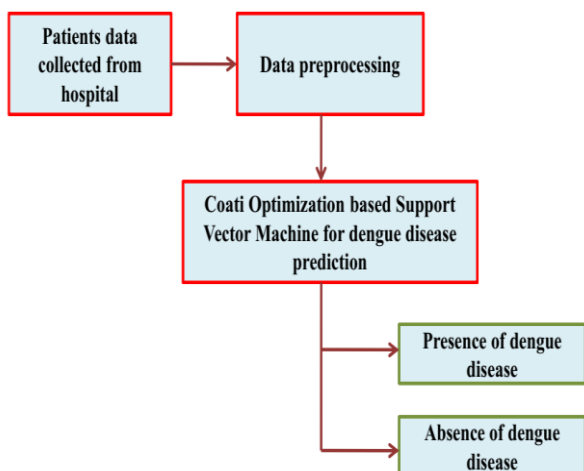 Patients data
collected from
hospital
Data preprocessing
Coati Optimization based Support
Vector Machine for dengue disease
prediction
Presence of dengue
disease
Absence of dengue
disease